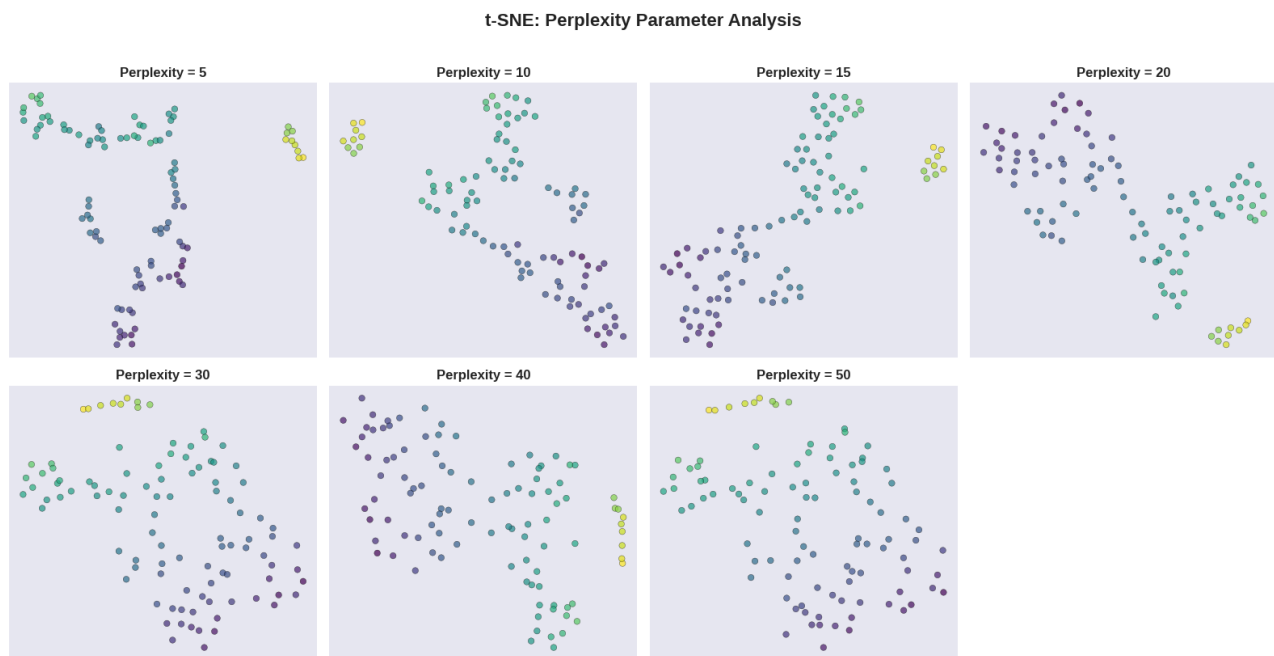 t-SNE: Perplexity Parameter Analysis
Perplexity = 5
Perplexity = 10
Perplexity = 15
Perplexity = 20
Perplexity = 30
Perplexity = 40
Perplexity = 50